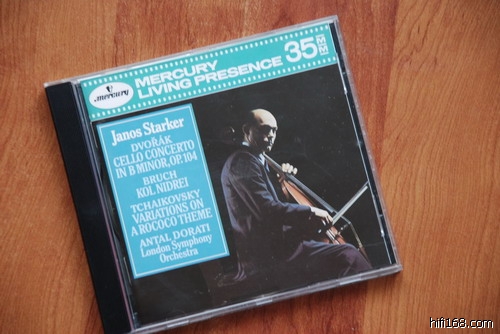 mercury
MERCURY
LIVING PRESENCE
35
MM
Janos Starker
DVOŘÁK
CELLO CONCERTO
IN B MINOR, OP. 104
BRUCH
KOL NIDREI
TCHAIKOVSKY
VARIATIONS ON
A ROCOCO THEME
ANTAL DORATI
London Symphony
Orchestra
hifi168.com